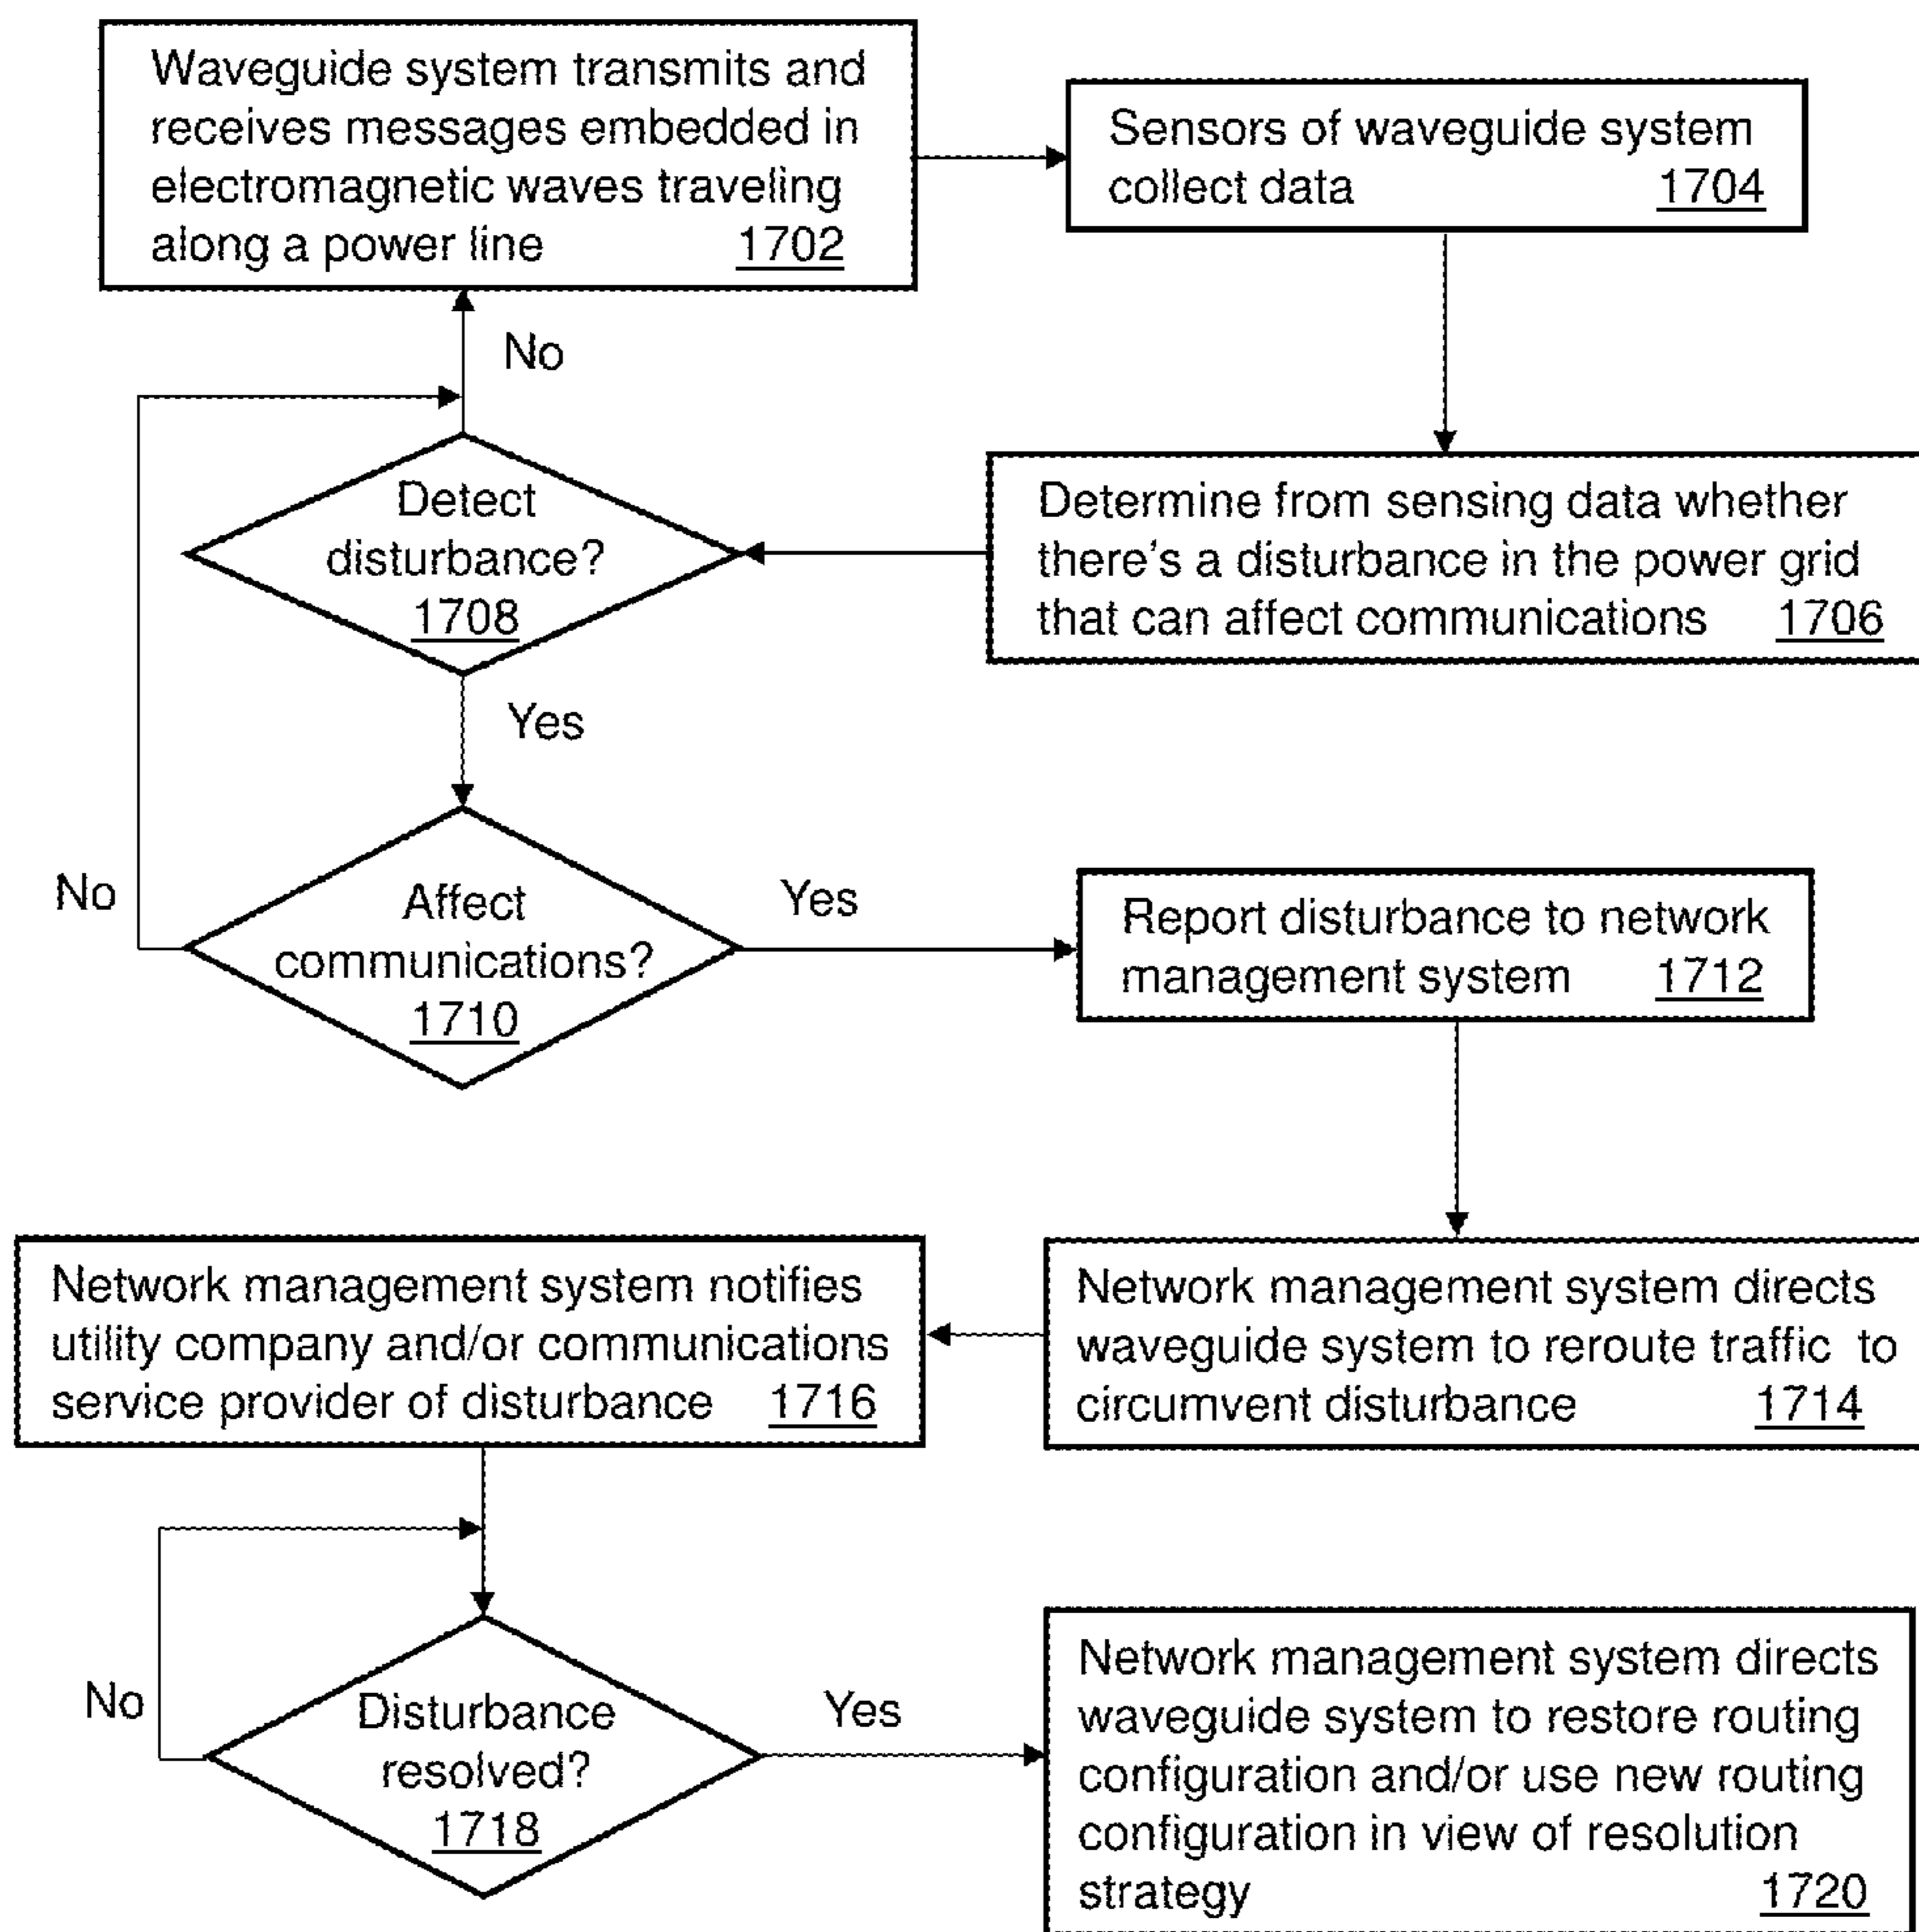 Waveguide system transmits and
receives messages embedded in
electromagnetic waves traveling
along a power line 1702
Sensors of waveguide system
collect data 1704
Determine from sensing data whether
there's a disturbance in the power grid
that can affect communications 1706
No
Detect
disturbance?
1708
Yes
No
Affect
communications?
1710
Yes
Report disturbance to network
management system 1712
Network management system directs
waveguide system to reroute traffic to
circumvent disturbance 1714
Network management system notifies
utility company and/or communications
service provider of disturbance 1716
No
Disturbance
resolved?
1718
Yes
Network management system directs
waveguide system to restore routing
configuration and/or use new routing
configuration in view of resolution
strategy 1720